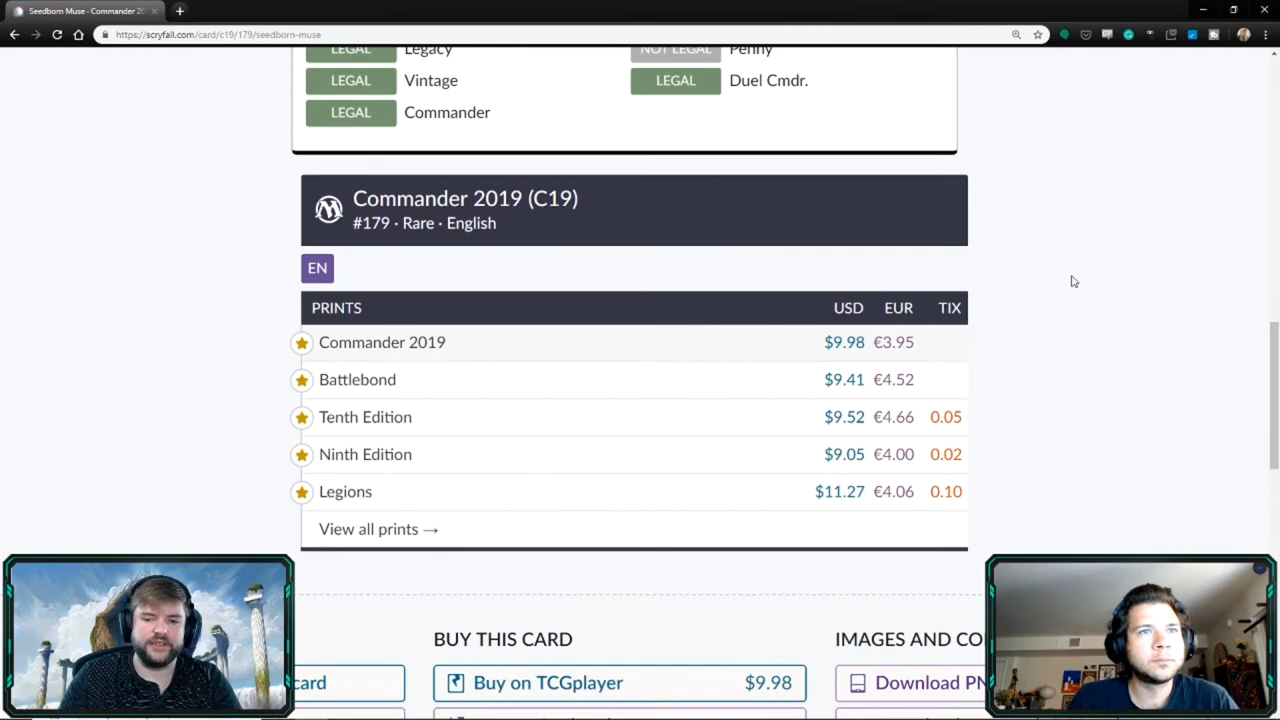 Seedborn Muse · Commander 20
https://scryfall.com/card/c19/179/seedborn-muse
LEGAL Legacy NOT LEGAL Penny
LEGAL Vintage LEGAL Duel Cmdr.
LEGAL Commander
Commander 2019 (C19)
#179 · Rare · English
EN
PRINTS USD EUR TIX
Commander 2019 $9.98 €3.95
Battlebond $9.41 €4.52
Tenth Edition $9.52 €4.66 0.05
Ninth Edition $9.05 €4.00 0.02
Legions $11.27 €4.06 0.10
View all prints →
BUY THIS CARD IMAGES AND CO
card Buy on TCGplayer $9.98 Download PN